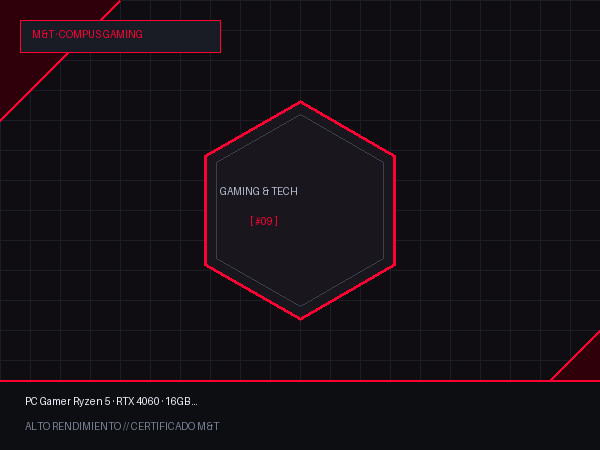 M&T·COMPUSGAMING
GAMING & TECH
[ #09 ]
PC Gamer Ryzen 5 · RTX 4060 · 16GB...
ALTO RENDIMIENTO // CERTIFICADO M&T